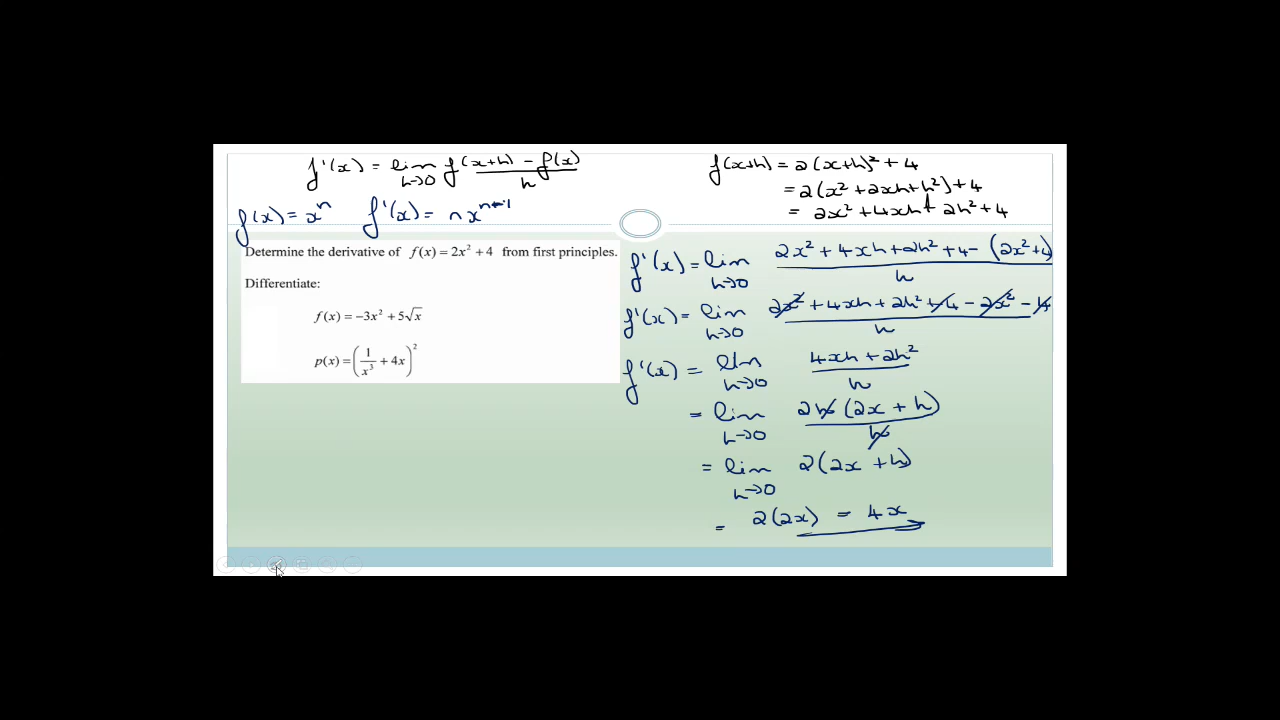 f'(x) = lim h→0 f(x+h) - f(x) / h
f(x) = xⁿ f'(x) = nxⁿ⁻¹
f(x+h) = 2(x+h)² + 4
= 2(x² + 2xh + h²) + 4
= 2x² + 4xh + 2h² + 4
Determine the derivative of f(x) = 2x² + 4 from first principles.
Differentiate:
f(x) = -3x² + 5√x
p(x) = (1/x³ + 4x)²
f'(x) = lim h→0 2x² + 4xh + 2h² + 4 - (2x² + 4) / h
f'(x) = lim h→0 2x² + 4xh + 2h² + 4 - 2x² - 4 / h
f'(x) = lim h→0 4xh + 2h² / h
= lim h→0 2h(2x + h) / h
= lim h→0 2(2x + h)
= 2(2x) = 4x